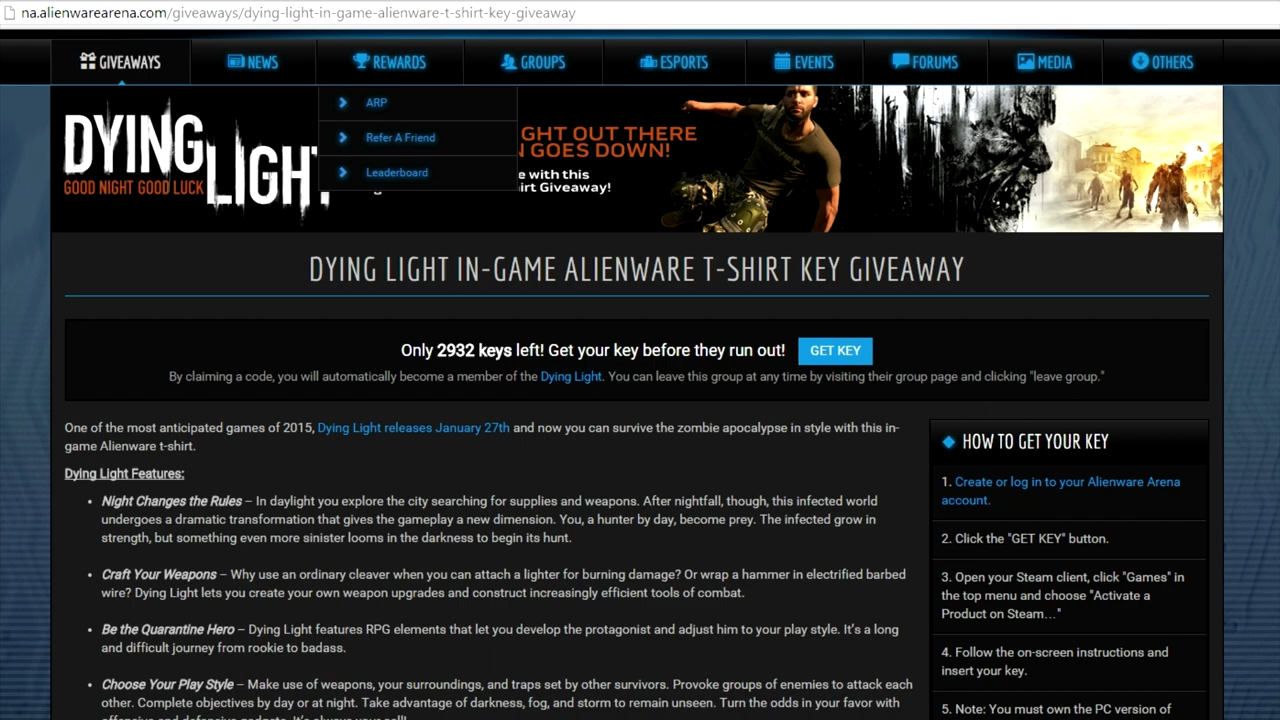 na.alienwarearena.com/giveaways/dying-light-in-game-alienware-t-shirt-key-giveaway
GIVEAWAYS NEWS REWARDS GROUPS ESPORTS EVENTS FORUMS MEDIA OTHERS
ARP
Refer A Friend
Leaderboard
DYING
LIGHT
GOOD NIGHT GOOD LUCK
GHT OUT THERE
GOES DOWN!
e with this
irt Giveaway!
DYING LIGHT IN-GAME ALIENWARE T-SHIRT KEY GIVEAWAY
Only 2932 keys left! Get your key before they run out! GET KEY
By claiming a code, you will automatically become a member of the Dying Light. You can leave this group at any time by visiting their group page and clicking "leave group."
One of the most anticipated games of 2015, Dying Light releases January 27th and now you can survive the zombie apocalypse in style with this in-
game Alienware t-shirt.
Dying Light Features:
• Night Changes the Rules – In daylight you explore the city searching for supplies and weapons. After nightfall, though, this infected world
undergoes a dramatic transformation that gives the gameplay a new dimension. You, a hunter by day, become prey. The infected grow in
strength, but something even more sinister looms in the darkness to begin its hunt.
• Craft Your Weapons – Why use an ordinary cleaver when you can attach a lighter for burning damage? Or wrap a hammer in electrified barbed
wire? Dying Light lets you create your own weapon upgrades and construct increasingly efficient tools of combat.
• Be the Quarantine Hero – Dying Light features RPG elements that let you develop the protagonist and adjust him to your play style. It's a long
and difficult journey from rookie to badass.
• Choose Your Play Style – Make use of weapons, your surroundings, and traps set by other survivors. Provoke groups of enemies to attack each
other. Complete objectives by day or at night. Take advantage of darkness, fog, and storm to remain unseen. Turn the odds in your favor with
offensive and defensive gadgets. It's always your call!
HOW TO GET YOUR KEY
1. Create or log in to your Alienware Arena
account.
2. Click the "GET KEY" button.
3. Open your Steam client, click "Games" in
the top menu and choose "Activate a
Product on Steam…"
4. Follow the on-screen instructions and
insert your key.
5. Note: You must own the PC version of